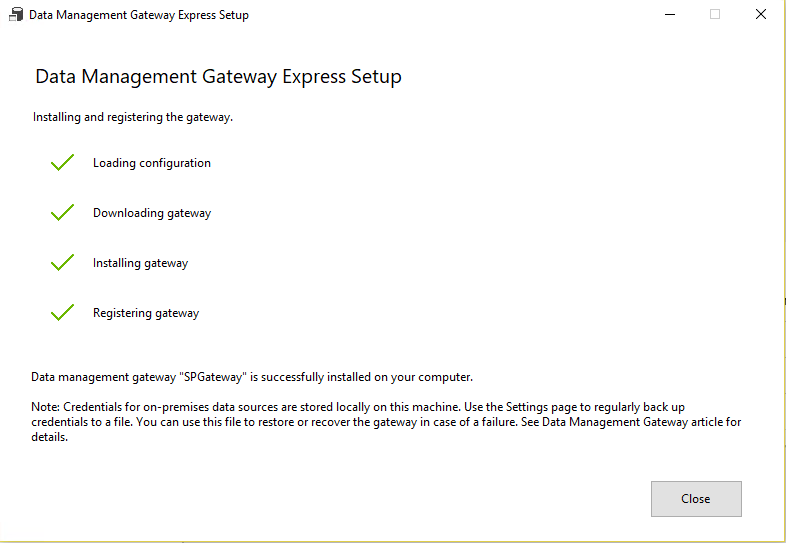 Data Management Gateway Express Setup
Data Management Gateway Express Setup
Installing and registering the gateway.
Loading configuration
Downloading gateway
Installing gateway
Registering gateway
Data management gateway "SPGateway" is successfully installed on your computer.
Note: Credentials for on-premises data sources are stored locally on this machine. Use the Settings page to regularly back up
credentials to a file. You can use this file to restore or recover the gateway in case of a failure. See Data Management Gateway article for
details.
Close